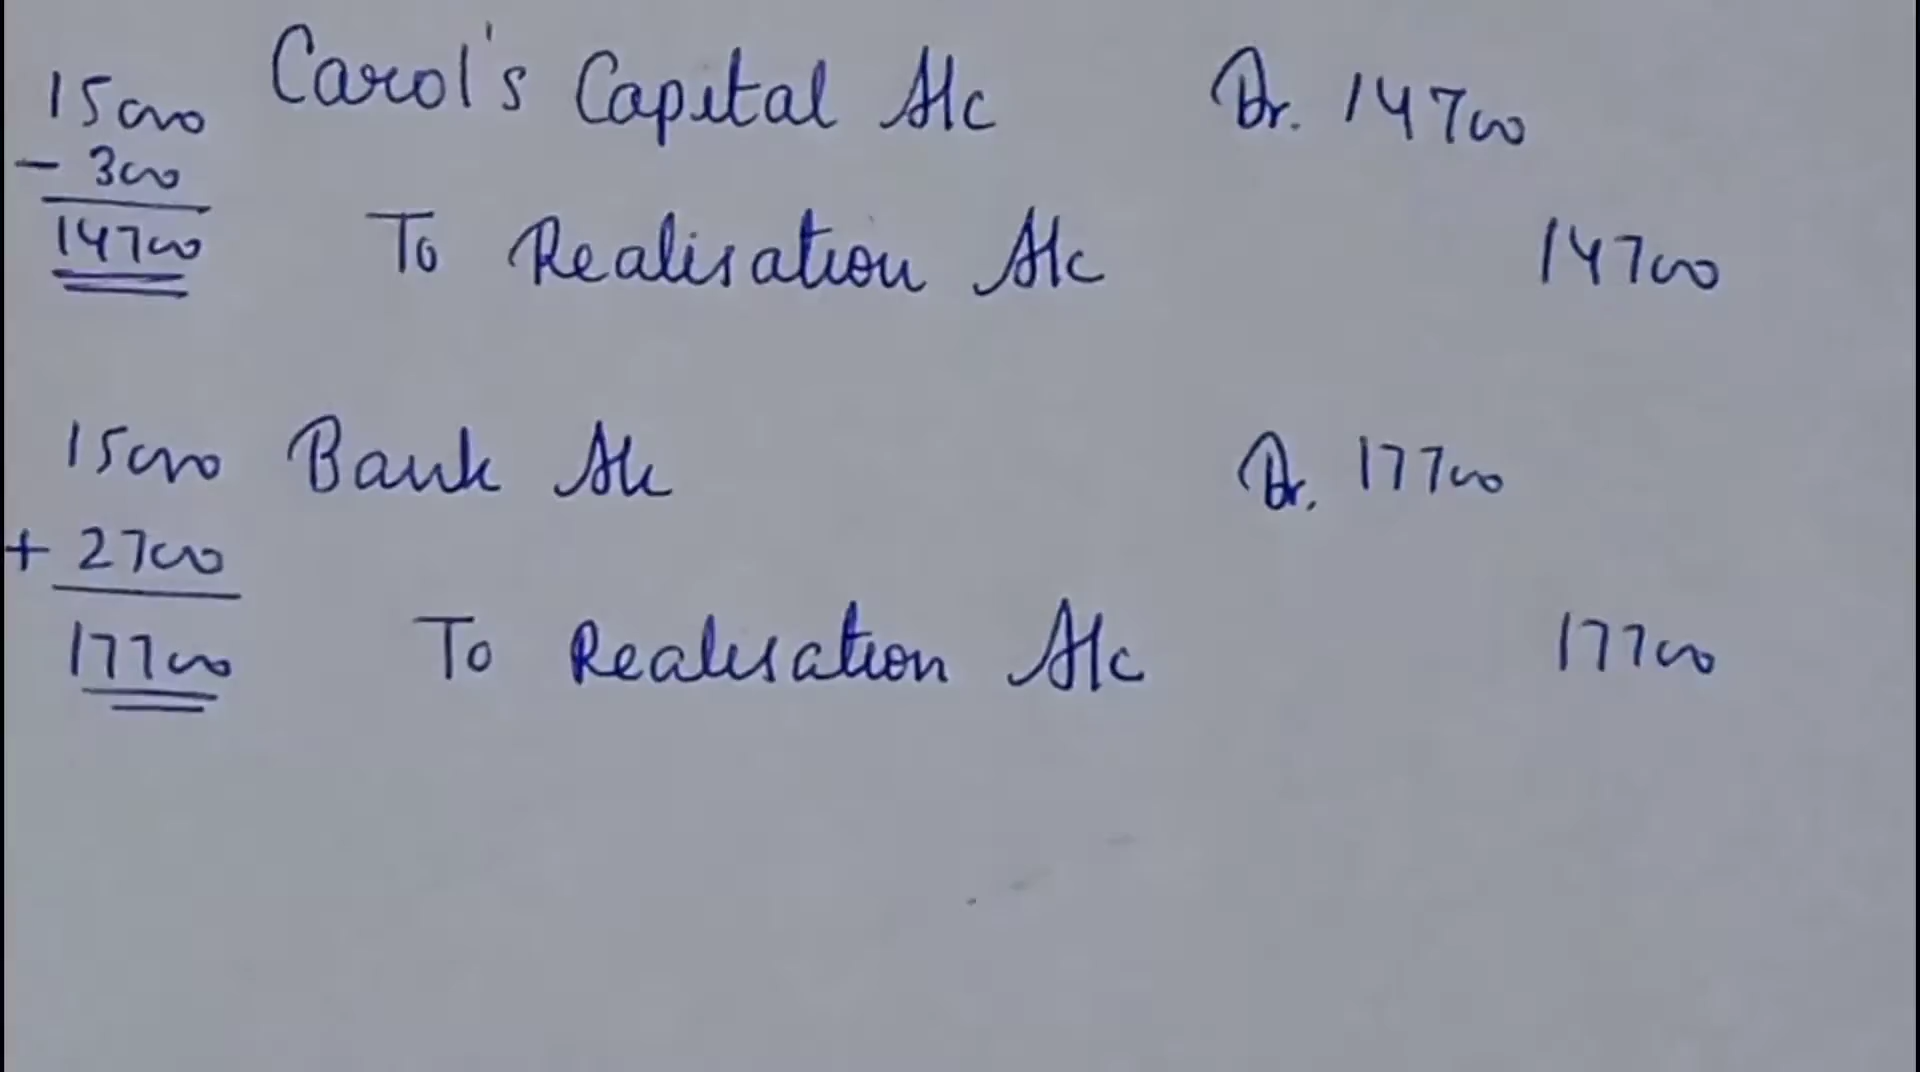 15000 Carol's Capital A/c Dr. 14700
- 300
14700 To Realisation A/c 14700
15000 Bank A/c Dr. 17700
+ 2700
17700 To Realisation A/c 17700